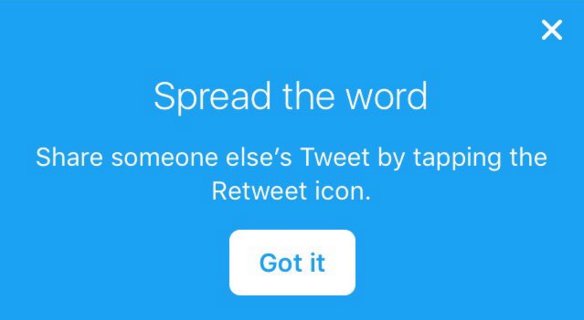 Spread the word
Share someone else’s Tweet by tapping the
Retweet icon.
Got it